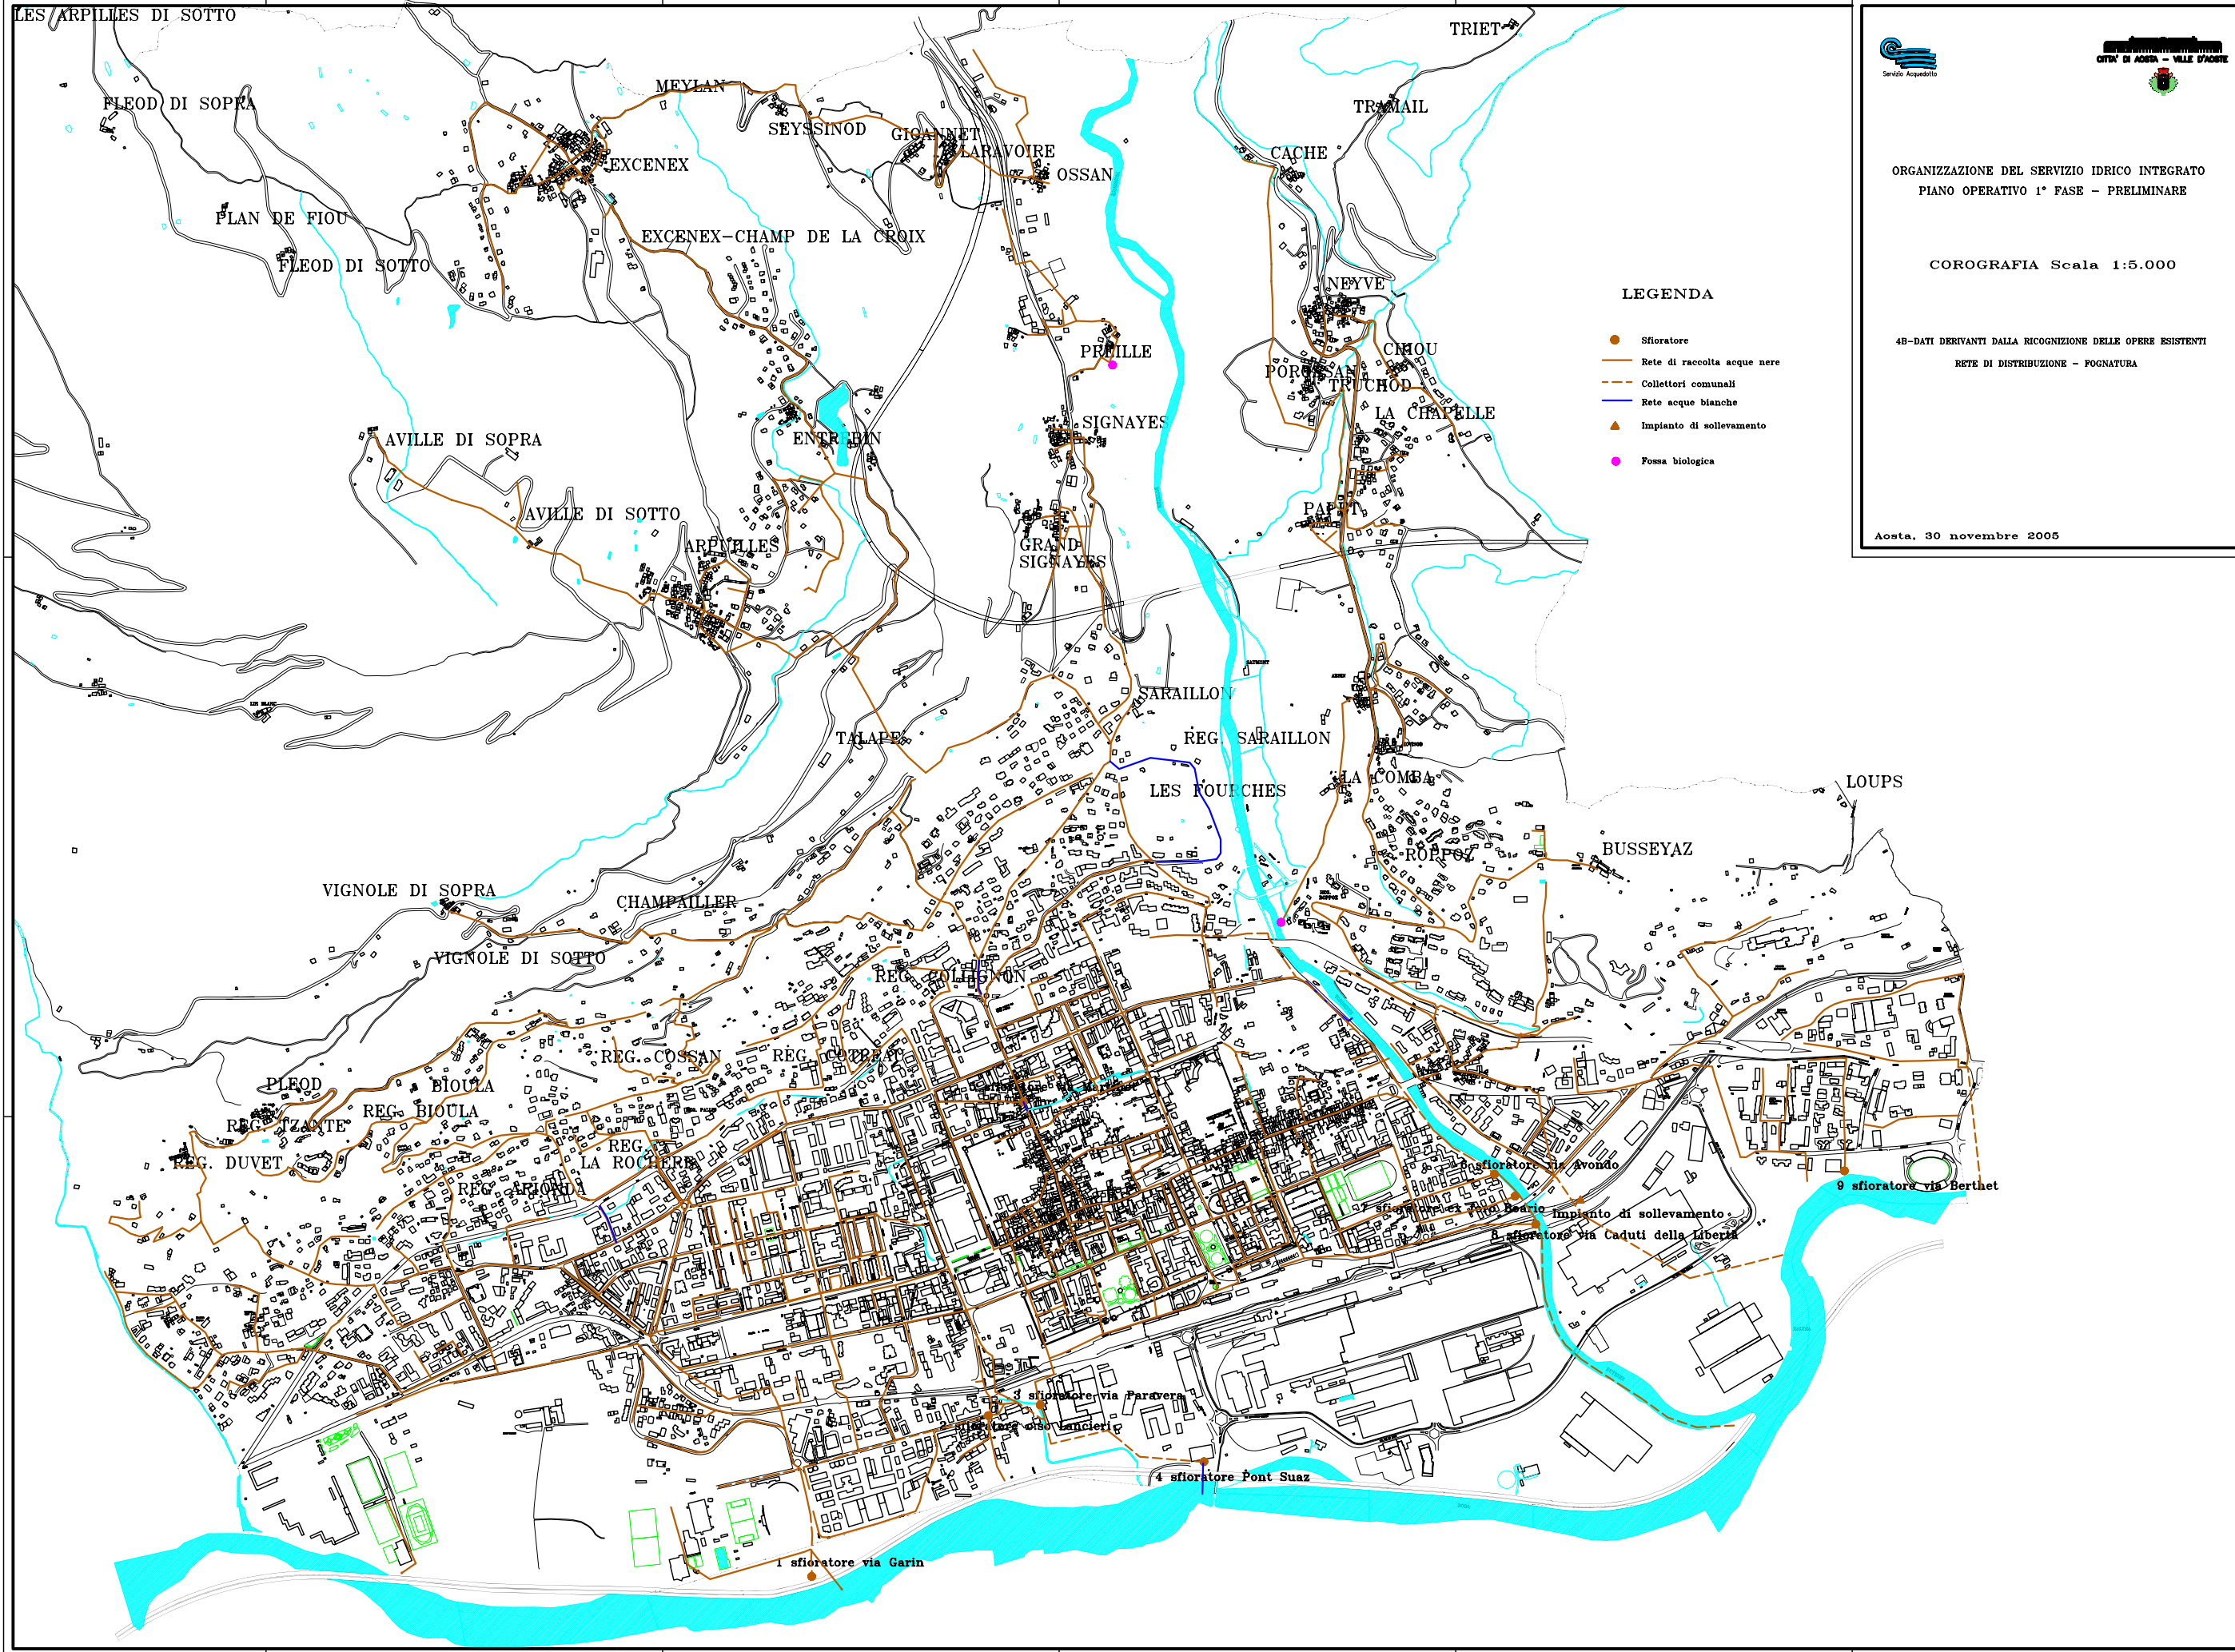 LES ARPILLES DI SOTTO
TRIET
MEYLAN
FLEOD DI SOPRA
SEYSSINOD
GIOANNET
LARAVOIRE
TRAMAIL
CACHE
EXCENEX
OSSAN
PLAN DE FIOU
EXCENEX-CHAMP DE LA CROIX
FLEOD DI SOTTO
NEYVE
PREILLE
CHIOU
POROSSAN
TRUCHOD
LA CHAPELLE
SIGNAYES
ENTREBIN
AVILLE DI SOPRA
AVILLE DI SOTTO
PAPET
ARPUILLES
GRAND
SIGNAYES
SARAILLON
TALAPE
REG. SARAILLON
LA COMBA
LES FOURCHES
LOUPS
ROPPOZ
BUSSEYAZ
VIGNOLE DI SOPRA
CHAMPAILLER
VIGNOLE DI SOTTO
REG. COLLIGNON
REG. COSSAN
REG. COTREAU
PLEOD
BIOULA
REG. BIOULA
REG. TZANTE
REG. DUVET
REG.
LA ROCHERE
REG. ARIONDA
6 sfioratore via Avondo
9 sfioratore via Berthet
7 sfioratore ex foro Boario
Impianto di sollevamento
8 sfioratore via Caduti della Libertà
3 sfioratore via Paravera
4 sfioratore Pont Suaz
1 sfioratore via Garin
LEGENDA
Sfioratore
Rete di raccolta acque nere
Collettori comunali
Rete acque bianche
Impianto di sollevamento
Fossa biologica
Servizio Acquedotto
CITTA' DI AOSTA - VILLE D'AOSTE
ORGANIZZAZIONE DEL SERVIZIO IDRICO INTEGRATO
PIANO OPERATIVO 1° FASE - PRELIMINARE
COROGRAFIA Scala 1:5.000
4B-DATI DERIVANTI DALLA RICOGNIZIONE DELLE OPERE ESISTENTI
RETE DI DISTRIBUZIONE - FOGNATURA
Aosta, 30 novembre 2005